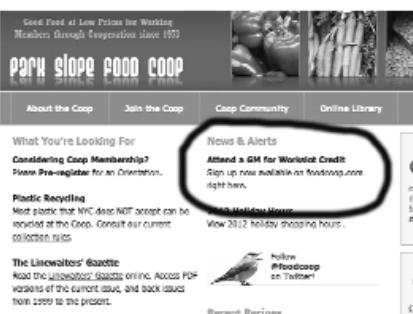 Good Food at Low Prices for Working
Members through Cooperation since 1973
PARK SLOPE FOOD COOP
About the Coop
Join the Coop
Coop Community
Online Library
What You're Looking For
Considering Coop Membership?
Please Pre-register for an Orientation.
Plastic Recycling
Most plastic that NYC does NOT accept can be
recycled at the Coop. Consult our current
collection rules.
The Linewaiters' Gazette
Read the Linewaiters' Gazette online. Access PDF
versions of the current issue, and back issues
from 1999 to the present.
News & Alerts
Attend a GM for Workslot Credit
Sign up now available on foodcoop.com
right here.
2012 Holiday Hours
View 2012 holiday shopping hours .
Follow
@foodcoop
on Twitter!
Recent Recipes